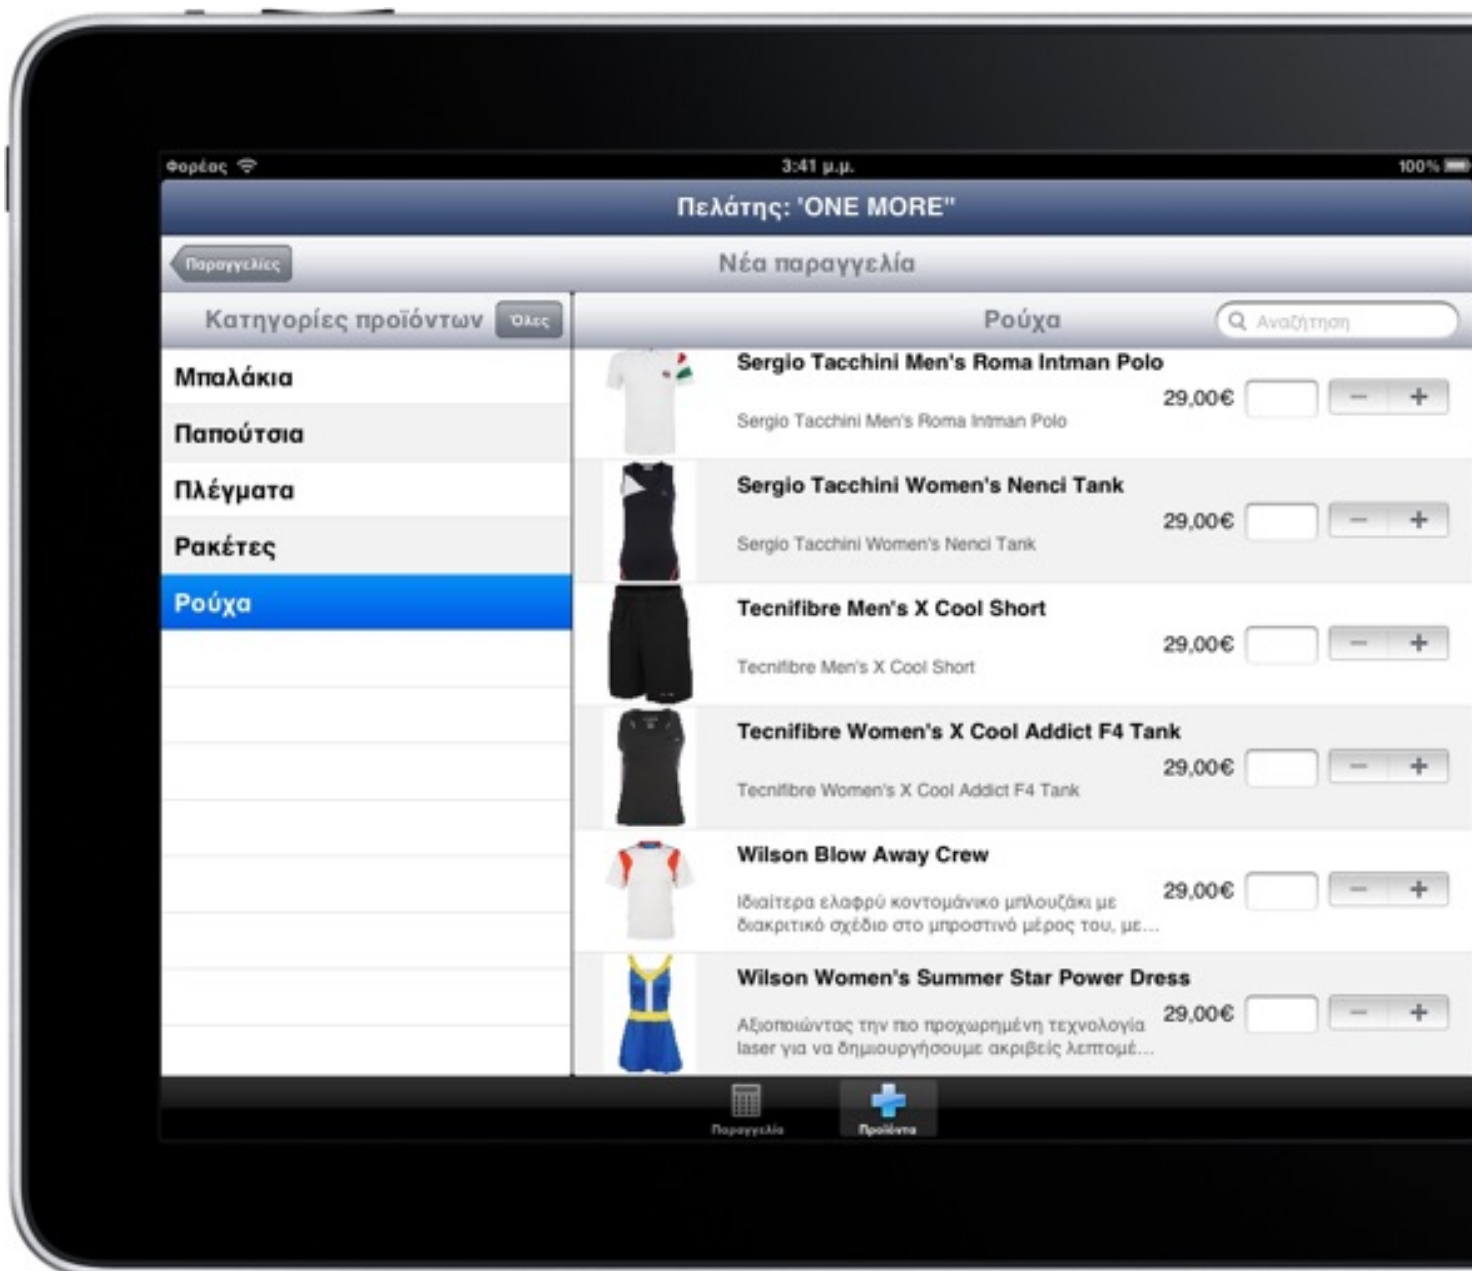 Φορέας
3:41 μ.μ.
100%
Πελάτης: 'ONE MORE"
Παραγγελίες
Νέα παραγγελία
Κατηγορίες προϊόντων
Όλες
Ρούχα
Αναζήτηση
Μπαλάκια
Παπούτσια
Πλέγματα
Ρακέτες
Ρούχα
Sergio Tacchini Men's Roma Intman Polo
29,00€
Sergio Tacchini Men's Roma Intman Polo
Sergio Tacchini Women's Nenci Tank
29,00€
Sergio Tacchini Women's Nenci Tank
Tecnifibre Men's X Cool Short
29,00€
Tecnifibre Men's X Cool Short
Tecnifibre Women's X Cool Addict F4 Tank
29,00€
Tecnifibre Women's X Cool Addict F4 Tank
Wilson Blow Away Crew
29,00€
Ιδιαίτερα ελαφρύ κοντομάνικο μπλουζάκι με
διακριτικό σχέδιο στο μπροστινό μέρος του, με...
Wilson Women's Summer Star Power Dress
29,00€
Αξιοποιώντας την πιο προχωρημένη τεχνολογία
laser για να δημιουργήσουμε ακριβείς λεπτομέ...
Παραγγελία
Προϊόντα